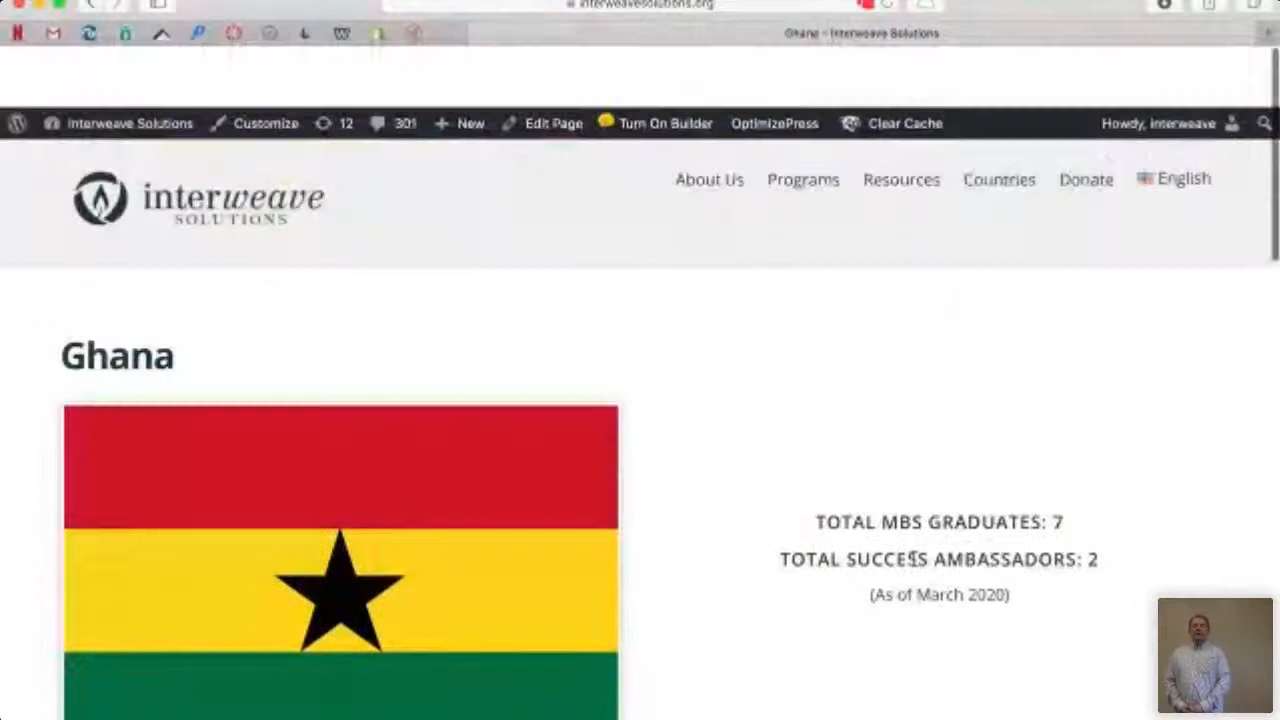 interweavesolutions.org
Ghana - Interweave Solutions
Interweave Solutions Customize 12 301 New Edit Page Turn On Builder OptimizePress Clear Cache Howdy, interweave
interweave
SOLUTIONS
About Us Programs Resources Countries Donate English
Ghana
TOTAL MBS GRADUATES: 7
TOTAL SUCCESS AMBASSADORS: 2
(As of March 2020)